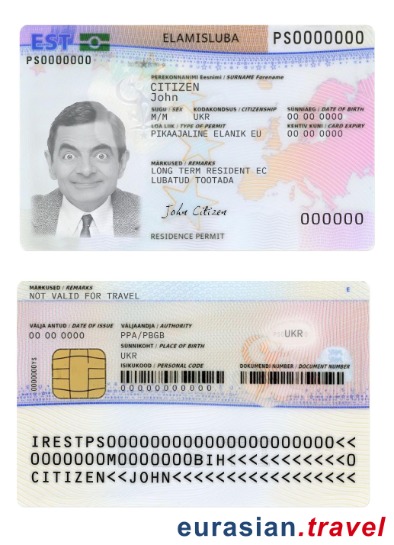 EST
ELAMISLUBA
PS0000000
PS0000000
PEREKONNANIMI Eesnimi / SURNAME Forename
CITIZEN
John
SUGU / SEX KODAKONDSUS / CITIZENSHIP SÜNNIAEG / DATE OF BIRTH
M/M UKR 00 00 0000
LOA LIIK / TYPE OF PERMIT KEHTIV KUNI / CARD EXPIRY
PIKAAJALINE ELANIK EU 00 00 0000
MÄRKUSED / REMARKS
LONG TERM RESIDENT EC
LUBATUD TOOTADA
John Citizen
000000
RESIDENCE PERMIT
MÄRKUSED / REMARKS
NOT VALID FOR TRAVEL
E
VÄLJA ANTUD / DATE OF ISSUE VÄLJAANDJA / AUTHORITY
00 00 0000 PPA/PBGB
UKR
SÜNNIKOHT / PLACE OF BIRTH
UKR
ISIKUKOOD / PERSONAL CODE DOKUMENDI NUMBER / DOCUMENT NUMBER
00000000000
IRESTPS00000000000000000000000<<
0000000M0000000BIH<<<<<<<<<<<0
CITIZEN<<JOHN<<<<<<<<<<<<<<<<<
eurasian.travel